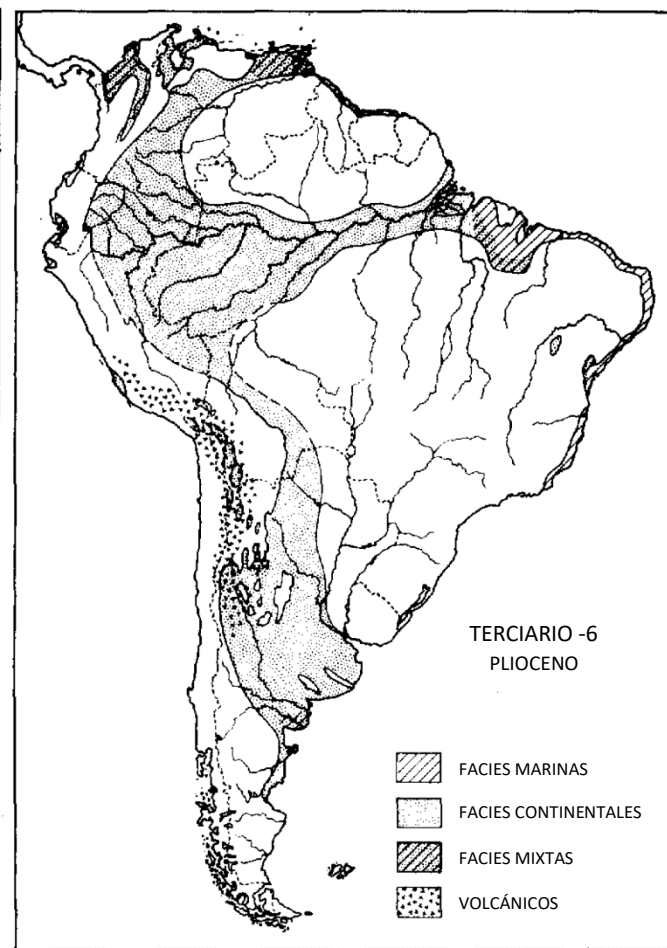 TERCIARIO -6
PLIOCENO
FACIES MARINAS
FACIES CONTINENTALES
FACIES MIXTAS
VOLCÁNICOS